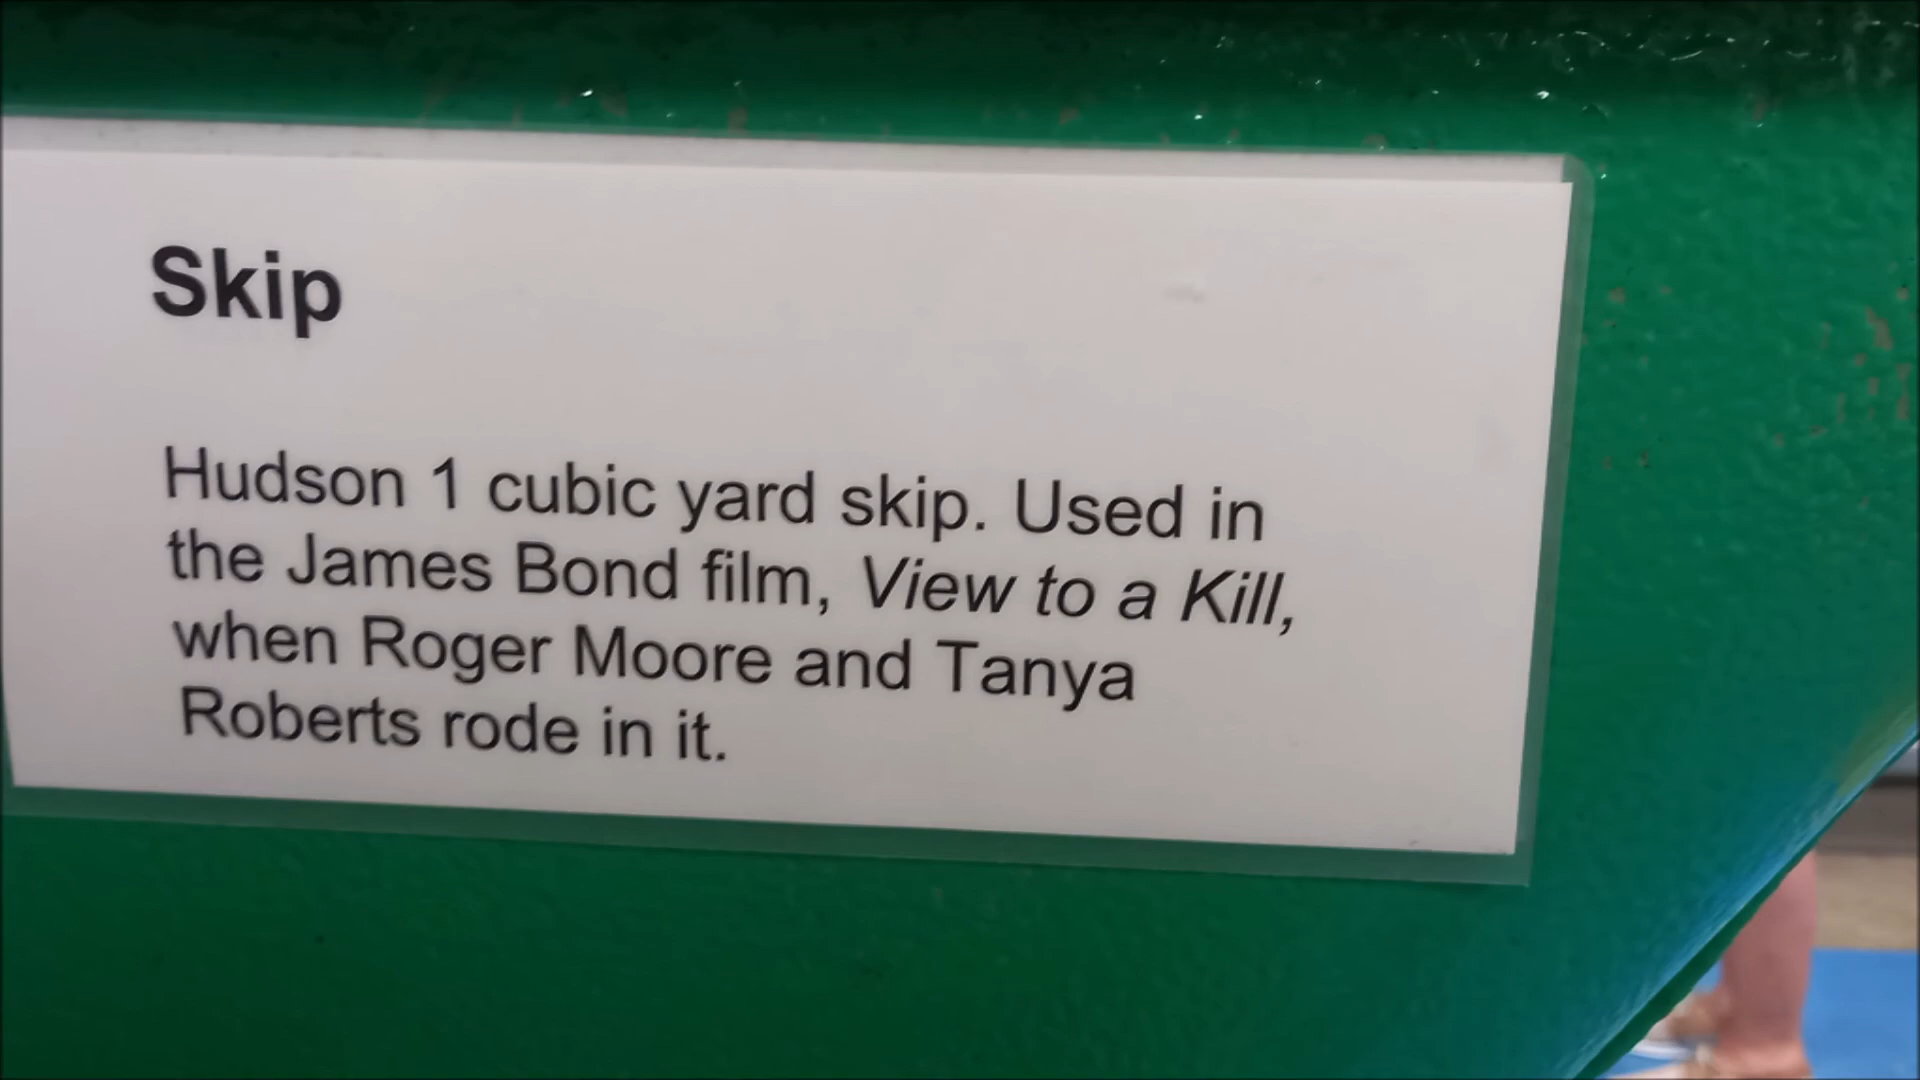 Skip
Hudson 1 cubic yard skip. Used in
the James Bond film, View to a Kill,
when Roger Moore and Tanya
Roberts rode in it.